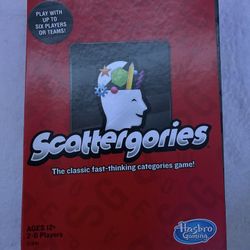 PLAY WITH
UP TO
SIX PLAYERS
OR TEAMS!
Scattergories
The classic fast-thinking categories game!
AGES 12+
2-6 Players
Hasbro
Gaming